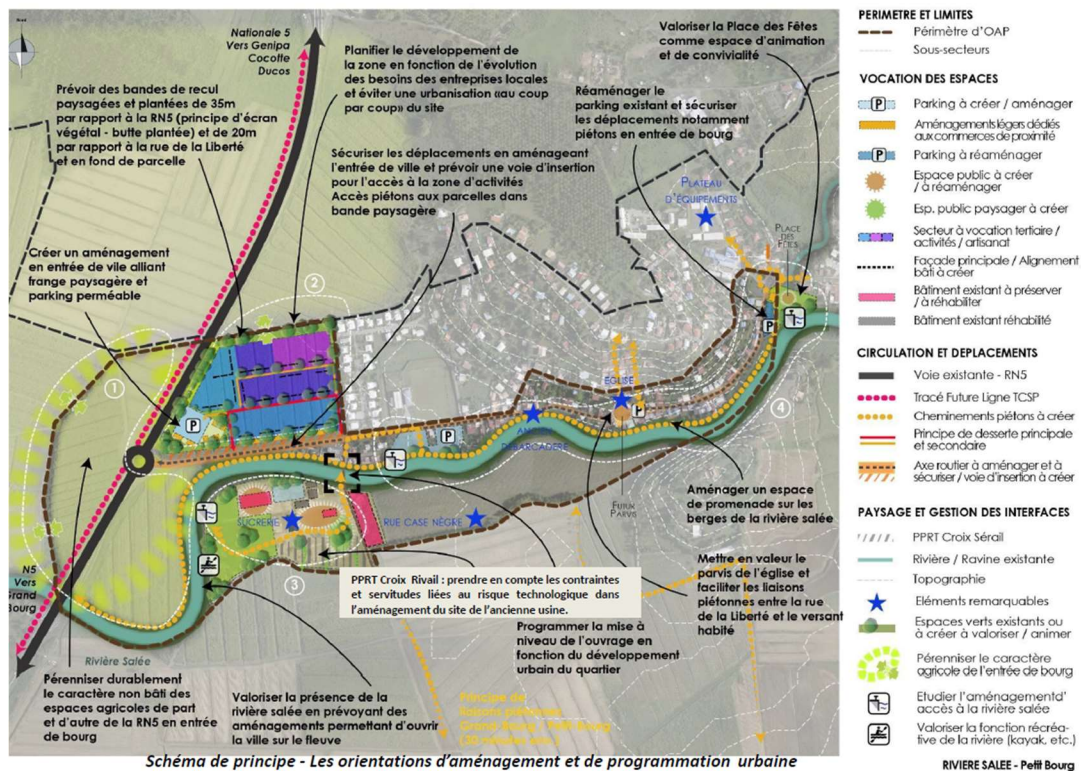 Nationale 5
Vers Genipa
Cocotte
Ducos
Planifier le développement de
la zone en fonction de l'évolution
des besoins des entreprises locales
et éviter une urbanisation «au coup
par coup» du site
Valoriser la Place des Fêtes
comme espace d'animation
et de convivialité
Prévoir des bandes de recul
paysagées et plantées de 35m
par rapport à la RN5 (principe d'écran
végétal - butte plantée) et de 20m
par rapport à la rue de la Liberté
et en fond de parcelle
Réaménager le
parking existant et sécuriser
les déplacements notamment
piétons en entrée de bourg
Sécuriser les déplacements en aménageant
l'entrée de ville et prévoir une voie d'insertion
pour l'accès à la zone d'activités
Accès piétons aux parcelles dans
bande paysagère
Créer un aménagement
en entrée de vile alliant
frange paysagère et
parking perméable
PLATEAU
D'ÉQUIPEMENTS
PLACE
DES
FÊTES
1
2
3
4
P
P
P
P
ÉGLISE
ANCIEN
DÉBARCADÈRE
SUCRERIE
RUE CASE NÈGRE
FUTUR
PARVIS
Aménager un espace
de promenade sur les
berges de la rivière salée
N5
Vers
Grand
Bourg
PPRT Croix Rivail : prendre en compte les contraintes
et servitudes liées au risque technologique dans
l'aménagement du site de l'ancienne usine.
Mettre en valeur le
parvis de l'église et
faciliter les liaisons
piétonnes entre la rue
de la Liberté et le versant
habité
Programmer la mise à
niveau de l'ouvrage en
fonction du développement
urbain du quartier
Rivière Salée
Pérenniser durablement
le caractère non bâti des
espaces agricoles de part
et d'autre de la RN5 en entrée
de bourg
Valoriser la présence de la
rivière salée en prévoyant des
aménagements permettant d'ouvrir
la ville sur le fleuve
Principe de
liaisons piétonnes
Grand Bourg - Petit Bourg
Schéma de principe - Les orientations d'aménagement et de programmation urbaine
PERIMETRE ET LIMITES
Périmètre d'OAP
Sous-secteurs
VOCATION DES ESPACES
P Parking à créer / aménager
Aménagements légers dédiés
aux commerces de proximité
P Parking à réaménager
Espace public à créer
/ à réaménager
Esp. public paysager à créer
Secteur à vocation tertiaire /
activités / artisanat
Façade principale / Alignement
bâti à créer
Bâtiment existant à préserver
/ à réhabiliter
Bâtiment existant réhabilité
CIRCULATION ET DEPLACEMENTS
Voie existante - RN5
Tracé Future Ligne TCSP
Cheminements piétons à créer
Principe de desserte principale
et secondaire
Axe routier à aménager et à
sécuriser / voie d'insertion à créer
PAYSAGE ET GESTION DES INTERFACES
PPRT Croix Sérail
Rivière / Ravine existante
Topographie
Eléments remarquables
Espaces verts existants ou
à créer à valoriser / animer
Pérenniser le caractère
agricole de l'entrée de bourg
Etudier l'aménagementd'
accès à la rivière salée
Valoriser la fonction récréa-
tive de la rivière (kayak, etc.)
RIVIERE SALEE - Petit Bourg